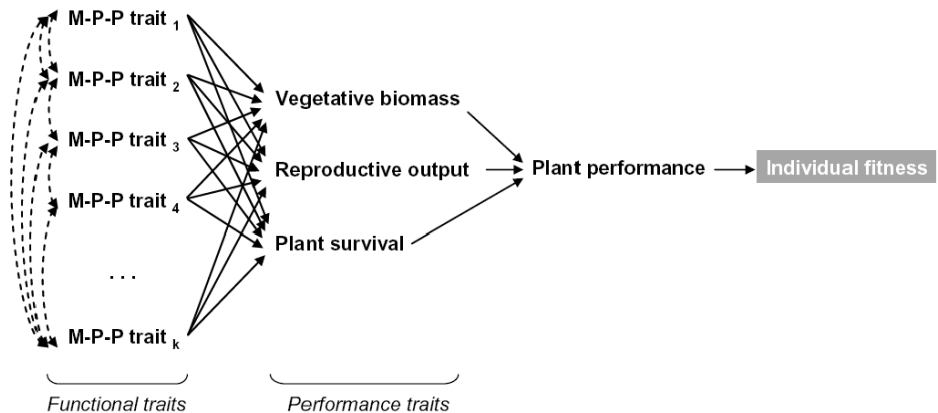 M-P-P trait 1
M-P-P trait 2
M-P-P trait 3
M-P-P trait 4
. . .
M-P-P trait k
Vegetative biomass
Reproductive output
Plant survival
Plant performance
Individual fitness
Functional traits
Performance traits